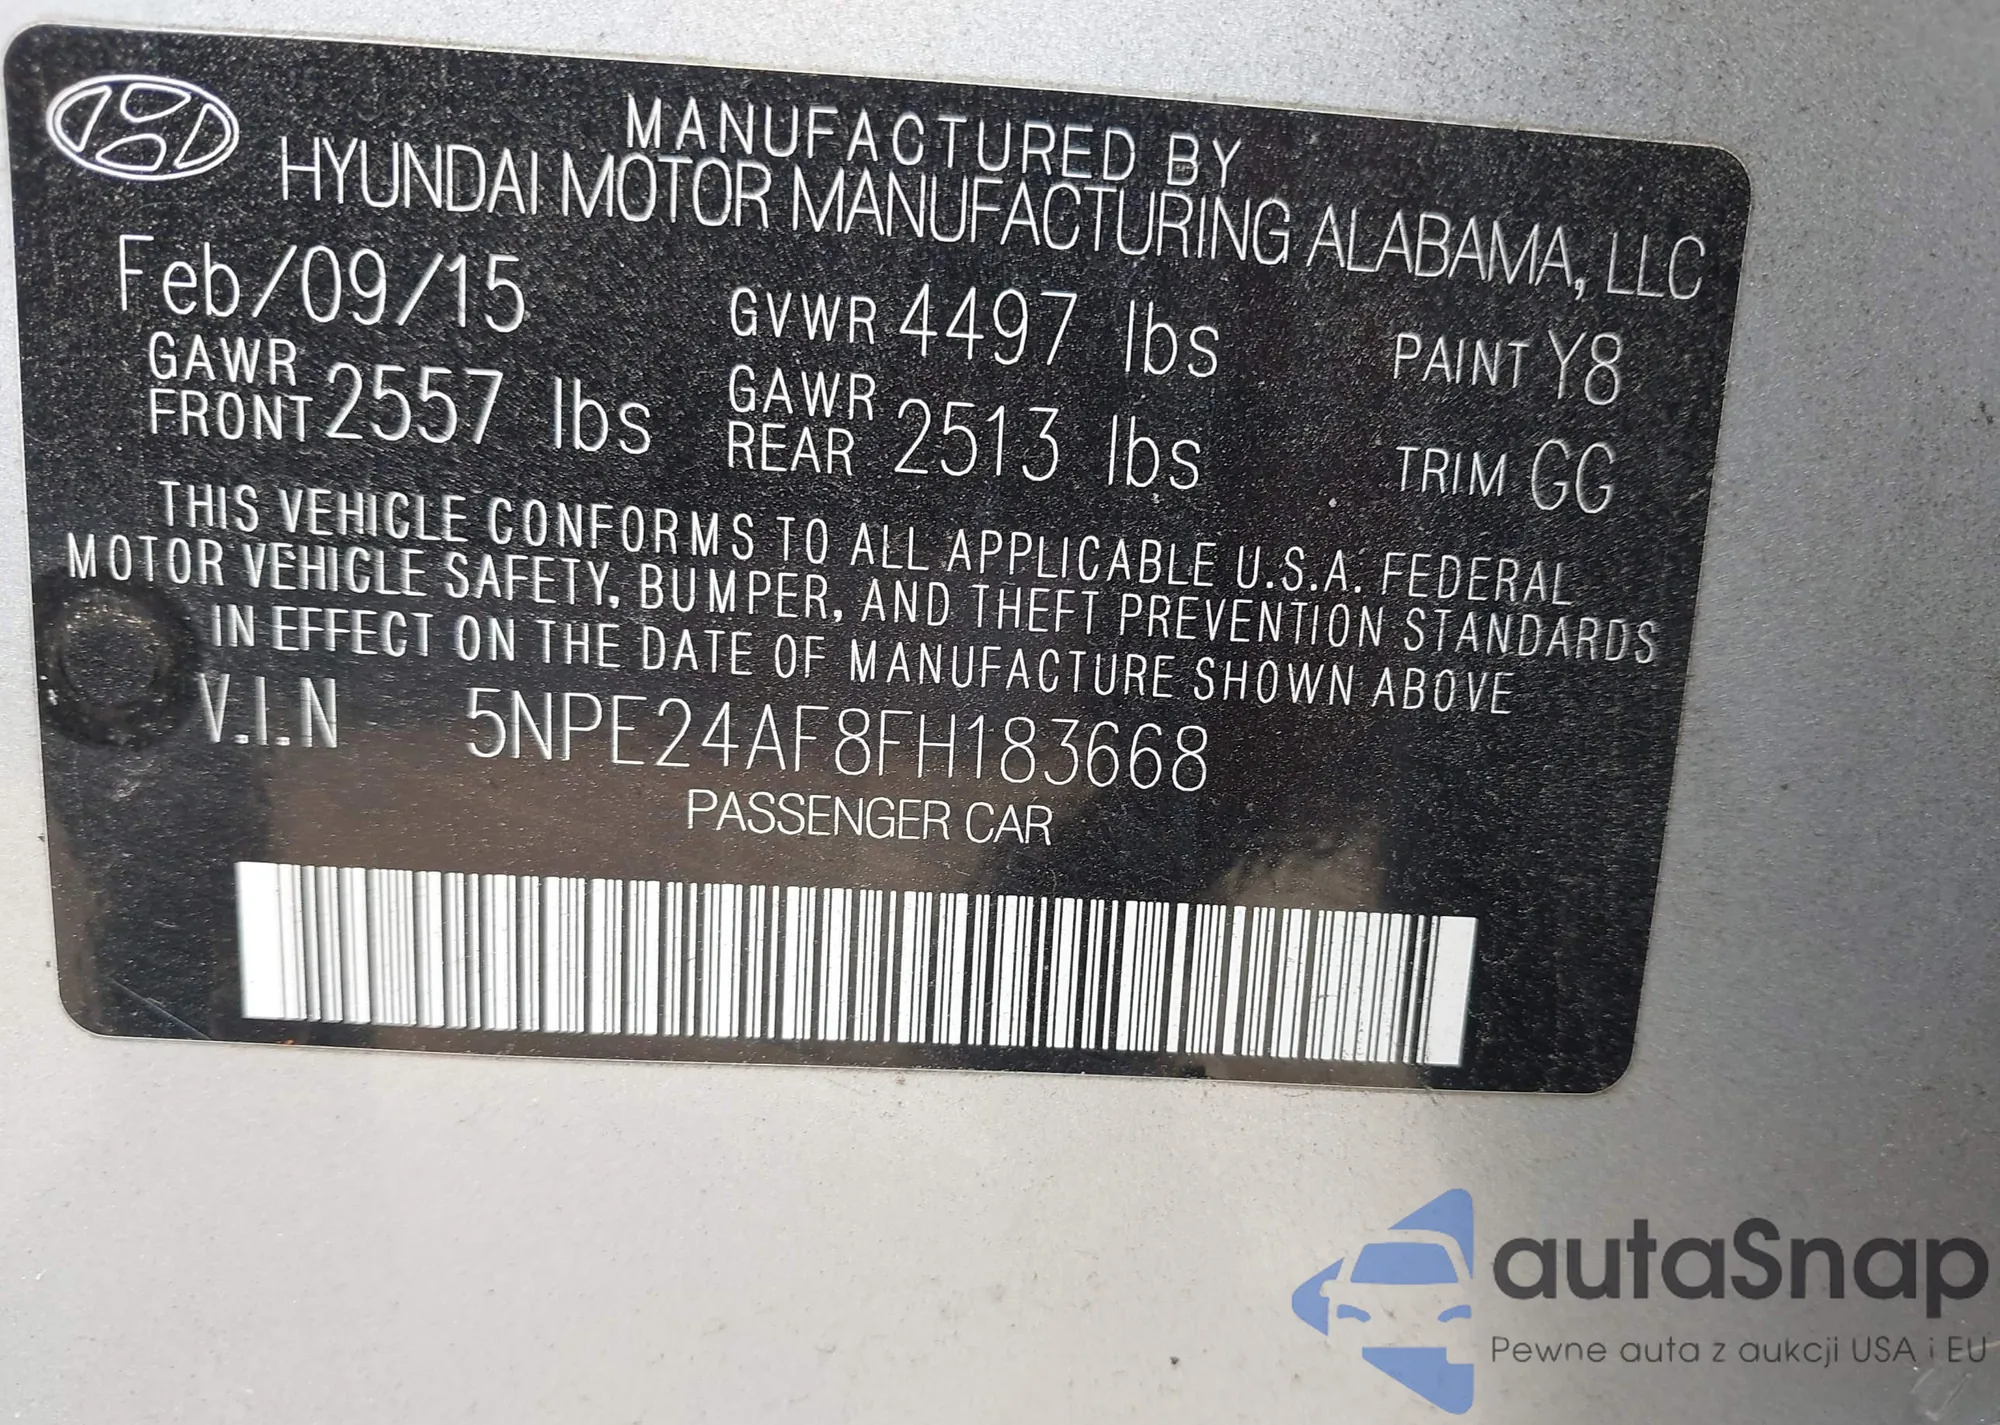 MANUFACTURED BY
HYUNDAI MOTOR MANUFACTURING ALABAMA, LLC
Feb/09/15 GVWR 4497 lbs PAINT Y8
GAWR FRONT 2557 lbs GAWR REAR 2513 lbs TRIM GG
THIS VEHICLE CONFORMS TO ALL APPLICABLE U.S.A. FEDERAL
MOTOR VEHICLE SAFETY, BUMPER, AND THEFT PREVENTION STANDARDS
IN EFFECT ON THE DATE OF MANUFACTURE SHOWN ABOVE
V.I.N 5NPE24AF8FH183668
PASSENGER CAR
autaSnap
Pewne auta z aukcji USA i EU